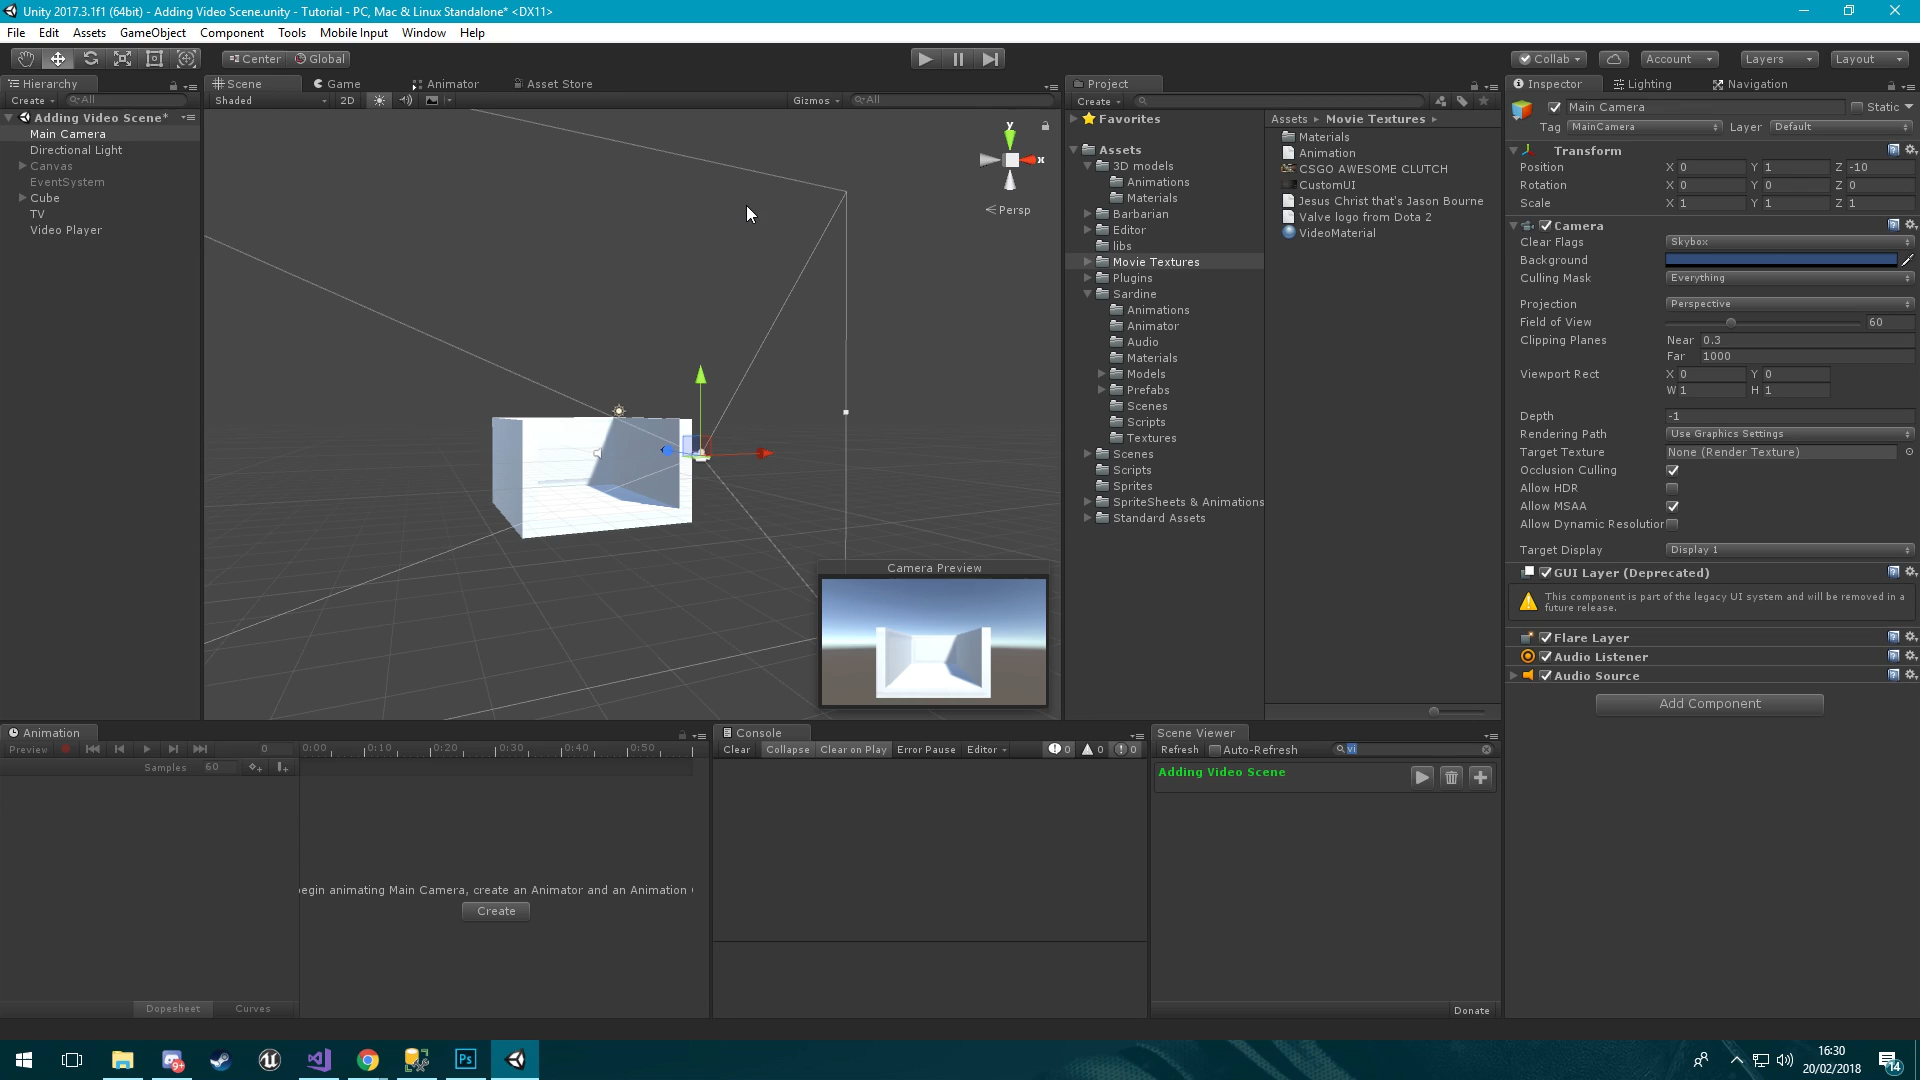 Unity 2017.3.1f1 (64bit) - Adding Video Scene.unity - Tutorial - PC, Mac & Linux Standalone* <DX11>
File Edit Assets GameObject Component Tools Mobile Input Window Help
Center Global Collab Account Layers Layout
Hierarchy
Create All
Adding Video Scene*
Main Camera
Directional Light
Canvas
EventSystem
Cube
TV
Video Player
Scene Game Animator Asset Store
Shaded 2D Gizmos All
y
x
Persp
Camera Preview
Project
Create
Favorites
Assets
3D models
Animations
Materials
Barbarian
Editor
libs
Movie Textures
Plugins
Sardine
Animations
Animator
Audio
Materials
Models
Prefabs
Scenes
Scripts
Textures
Scenes
Scripts
Sprites
SpriteSheets & Animations
Standard Assets
Assets Movie Textures
Materials
Animation
CSGO AWESOME CLUTCH
CustomUI
Jesus Christ that's Jason Bourne
Valve logo from Dota 2
VideoMaterial
Inspector Lighting Navigation
Main Camera Static
Tag MainCamera Layer Default
Transform
Position X 0 Y 1 Z -10
Rotation X 0 Y 0 Z 0
Scale X 1 Y 1 Z 1
Camera
Clear Flags Skybox
Background
Culling Mask Everything
Projection Perspective
Field of View 60
Clipping Planes Near 0.3
Far 1000
Viewport Rect X 0 Y 0
W 1 H 1
Depth -1
Rendering Path Use Graphics Settings
Target Texture None (Render Texture)
Occlusion Culling
Allow HDR
Allow MSAA
Allow Dynamic Resolution
Target Display Display 1
GUI Layer (Deprecated)
This component is part of the legacy UI system and will be removed in a
future release.
Flare Layer
Audio Listener
Audio Source
Add Component
Animation
Preview 0 0:00 0:10 0:20 0:30 0:40 0:50
Samples 60
begin animating Main Camera, create an Animator and an Animation
Create
Dopesheet Curves
Console
Clear Collapse Clear on Play Error Pause Editor 0 0 0
Scene Viewer
Refresh Auto-Refresh vi
Adding Video Scene
Donate
Ps
9+
16:30
20/02/2018
14